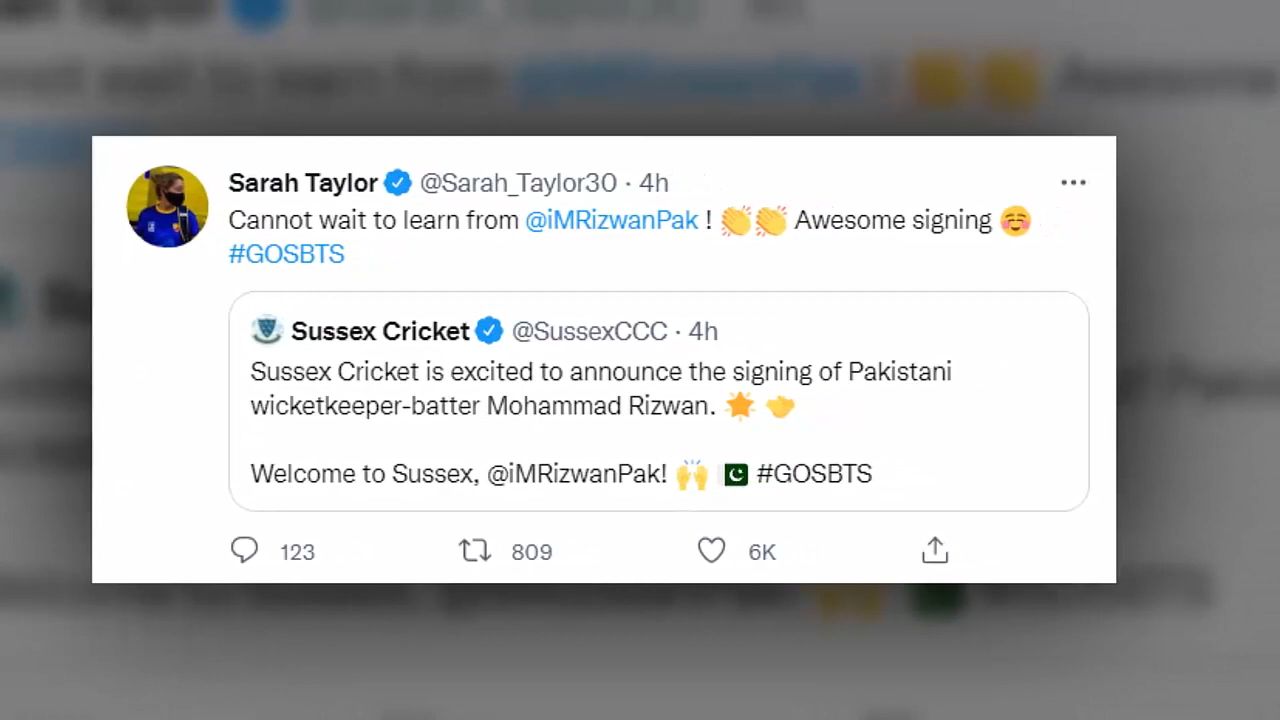 Sarah Taylor @Sarah_Taylor30 · 4h
Cannot wait to learn from @iMRizwanPak ! 👏👏 Awesome signing ☺️
#GOSBTS
Sussex Cricket @SussexCCC · 4h
Sussex Cricket is excited to announce the signing of Pakistani
wicketkeeper-batter Mohammad Rizwan. 🌟 🤝
Welcome to Sussex, @iMRizwanPak! 🙌 🇵🇰 #GOSBTS
123 809 6K